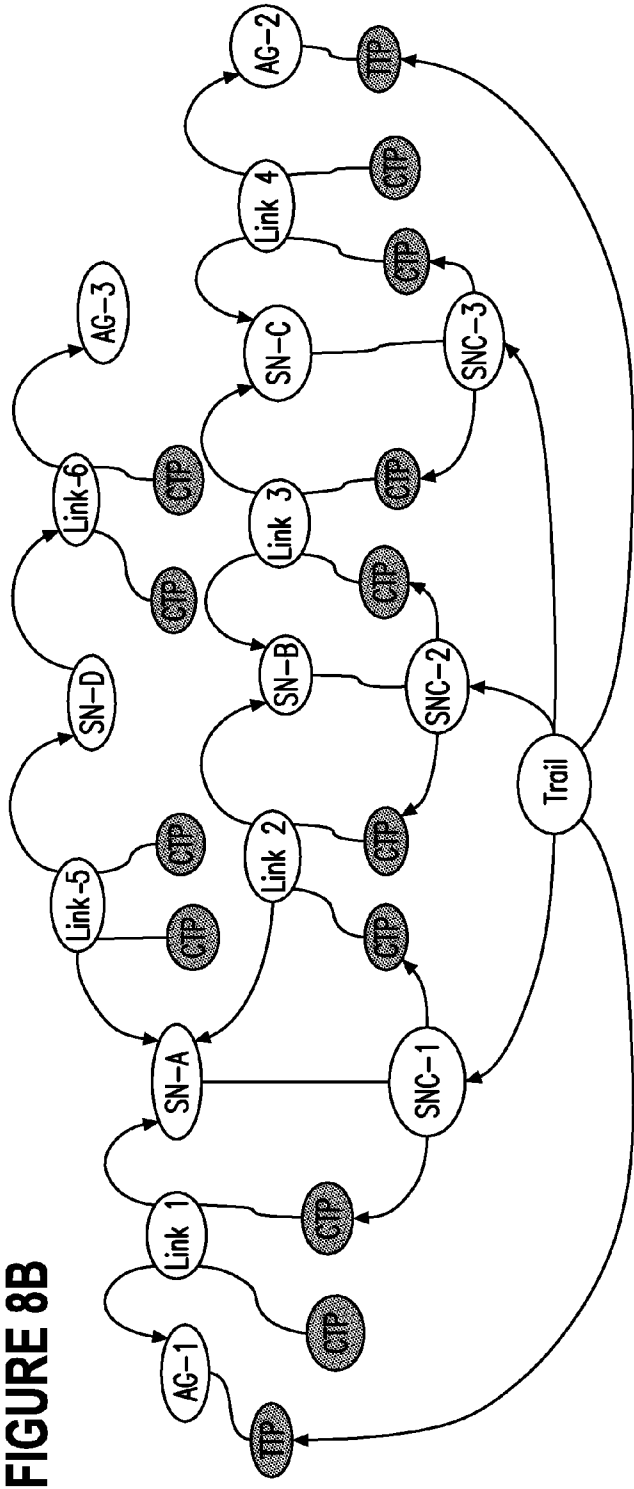 FIGURE 8B
AG-1
TTP
Link 1
CTP
CTP
SN-A
SNC-1
Link-5
CTP
CTP
SN-D
Link-6
CTP
CTP
AG-3
Link 2
CTP
CTP
SN-B
SNC-2
Link 3
CTP
CTP
SN-C
SNC-3
Link 4
CTP
CTP
AG-2
TTP
Trail